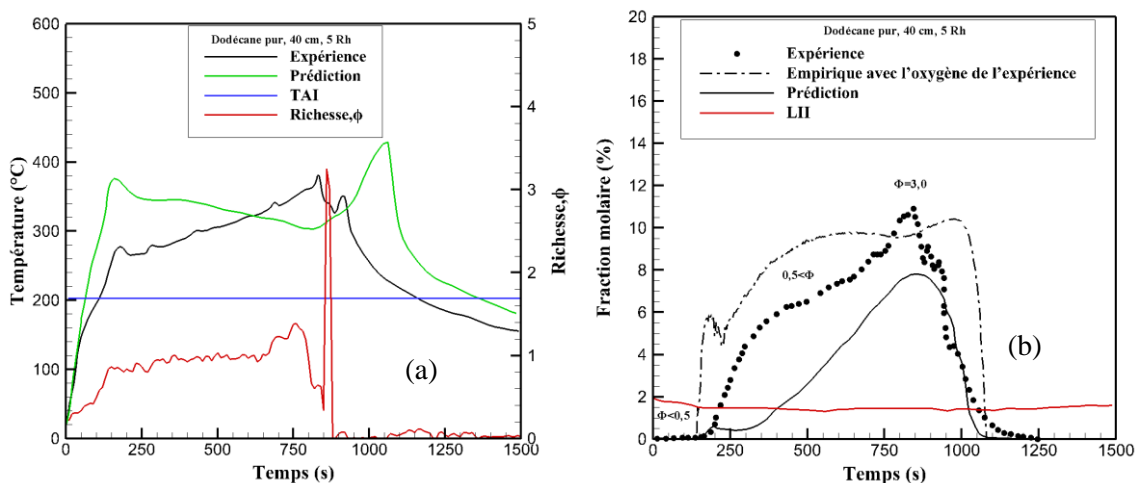 Dodécane pur, 40 cm, 5 Rh
Expérience
Prédiction
TAI
Richesse,ϕ
600
500
400
300
200
100
0
Température (°C)
5
4
3
2
1
0
Richesse,ϕ
(a)
0
250
500
750
1000
1250
1500
Temps (s)
Dodécane pur, 40 cm, 5 Rh
Expérience
Empirique avec l'oxygène de l'expérience
Prédiction
LII
20
18
16
14
12
10
8
6
4
2
0
Fraction molaire (%)
Φ=3,0
0,5<Φ
Φ<0,5
(b)
0
250
500
750
1000
1250
1500
Temps (s)